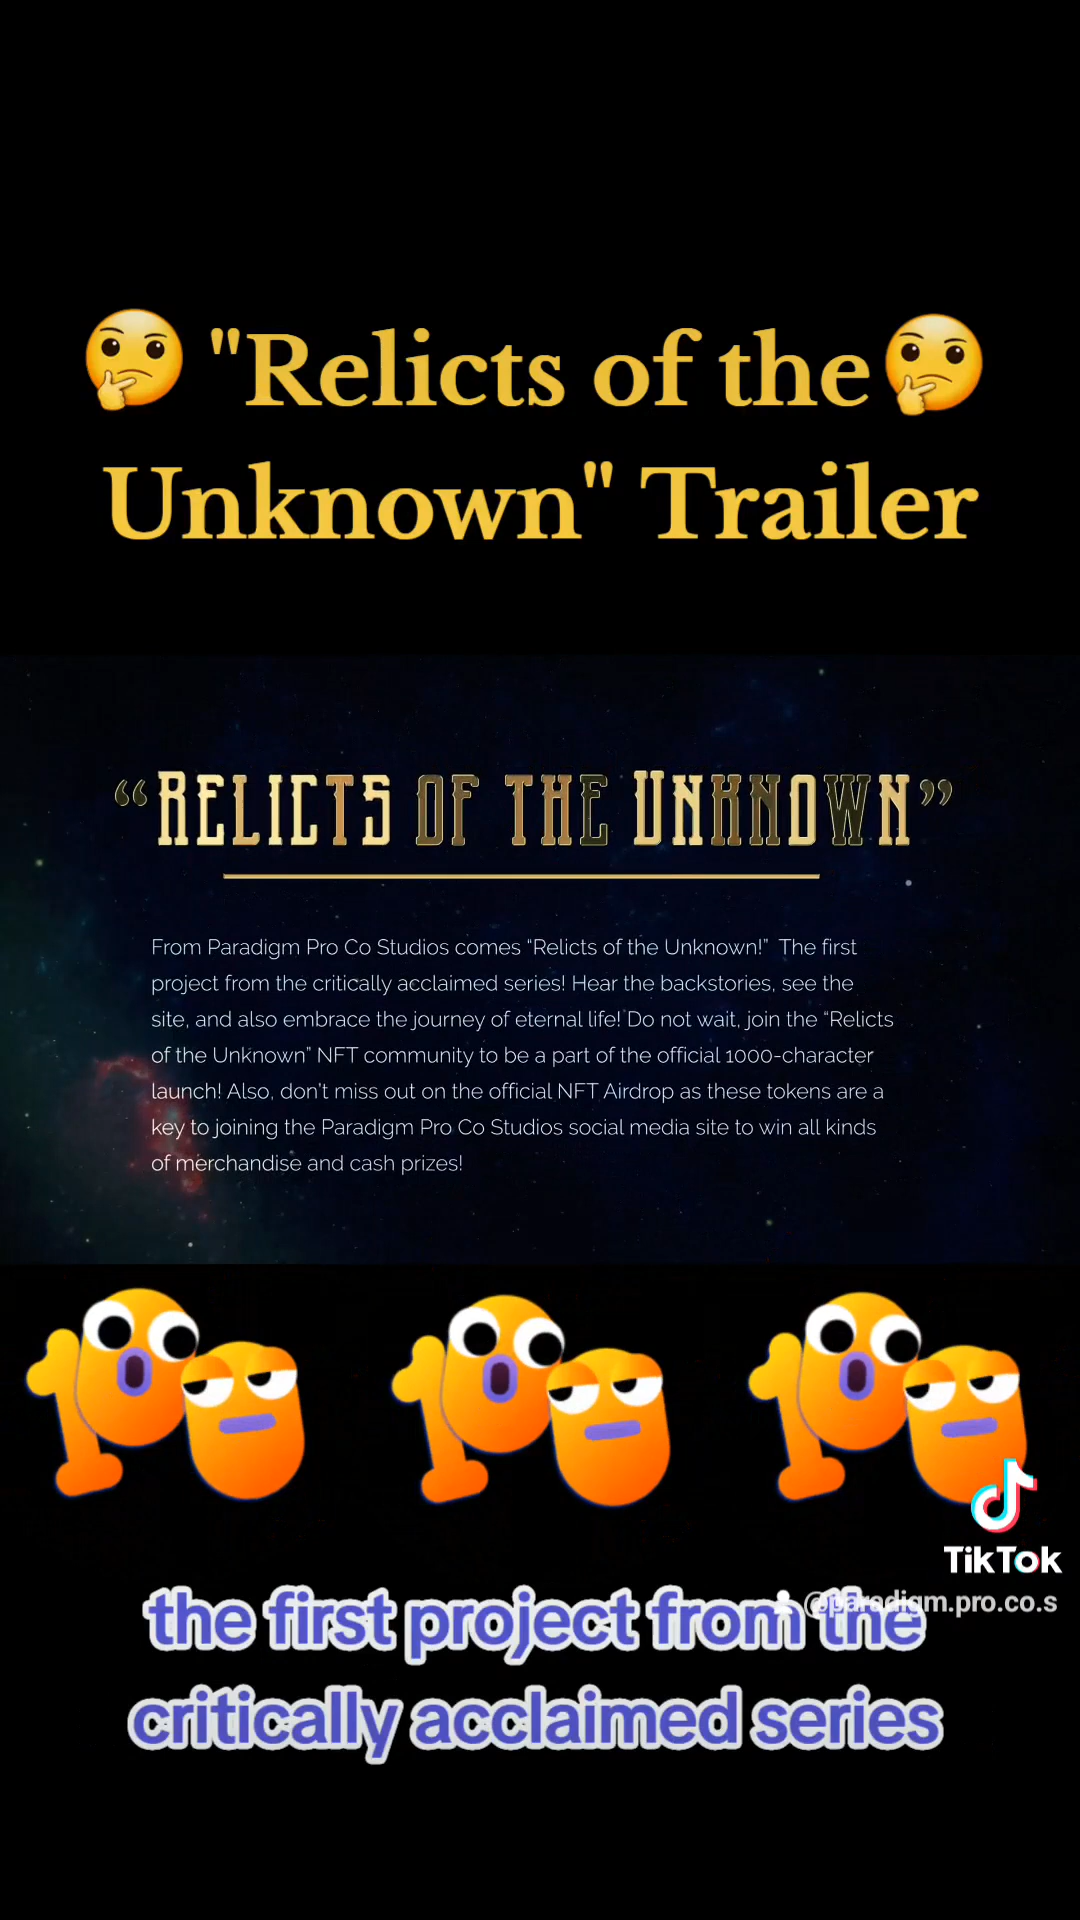 "Relicts of the
Unknown" Trailer
“Relicts of the Unknown”
From Paradigm Pro Co Studios comes “Relicts of the Unknown!” The first
project from the critically acclaimed series! Hear the backstories, see the
site, and also embrace the journey of eternal life! Do not wait, join the “Relicts
of the Unknown” NFT community to be a part of the official 1000-character
launch! Also, don't miss out on the official NFT Airdrop as these tokens are a
key to joining the Paradigm Pro Co Studios social media site to win all kinds
of merchandise and cash prizes!
TikTok
@paradigm.pro.co.s
the first project from the
critically acclaimed series